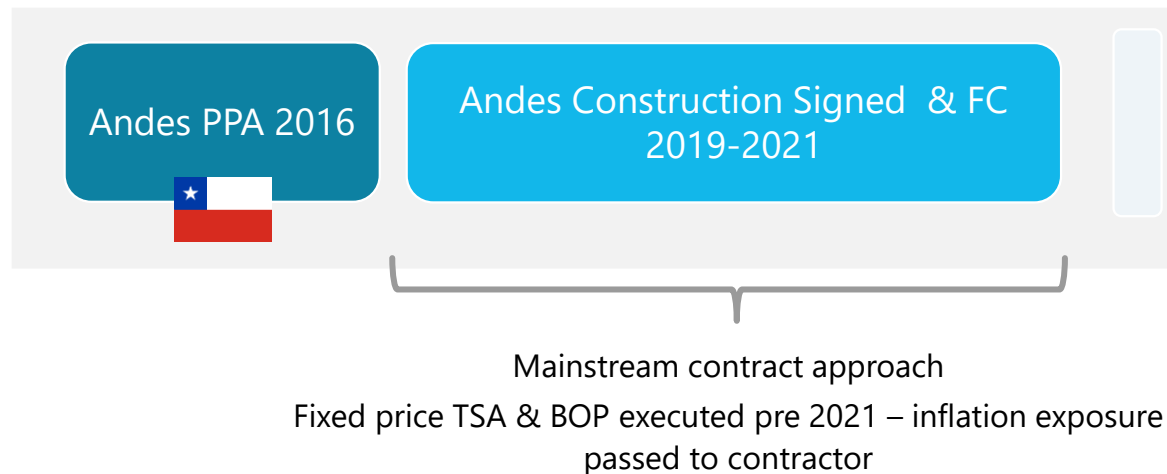 Andes PPA 2016
Andes Construction Signed & FC
2019-2021
Mainstream contract approach
Fixed price TSA & BOP executed pre 2021 – inflation exposure
passed to contractor